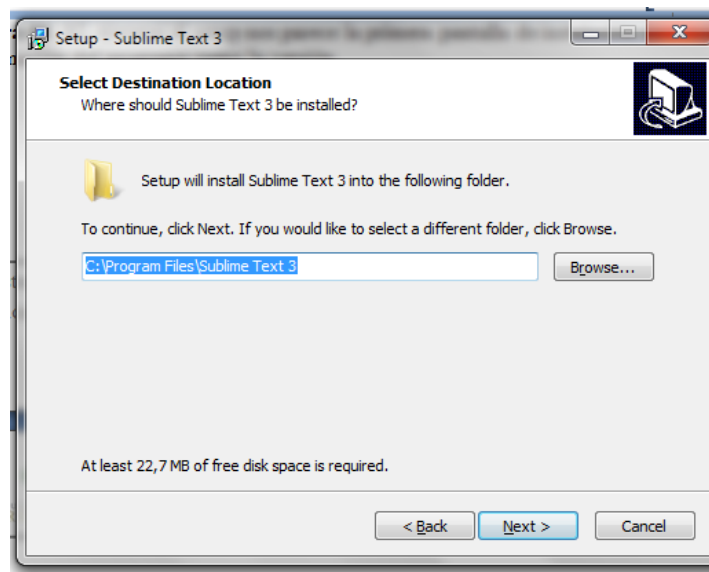 Setup - Sublime Text 3
Select Destination Location
Where should Sublime Text 3 be installed?
Setup will install Sublime Text 3 into the following folder.
To continue, click Next. If you would like to select a different folder, click Browse.
C:\Program Files\Sublime Text 3
Browse...
At least 22,7 MB of free disk space is required.
< Back
Next >
Cancel